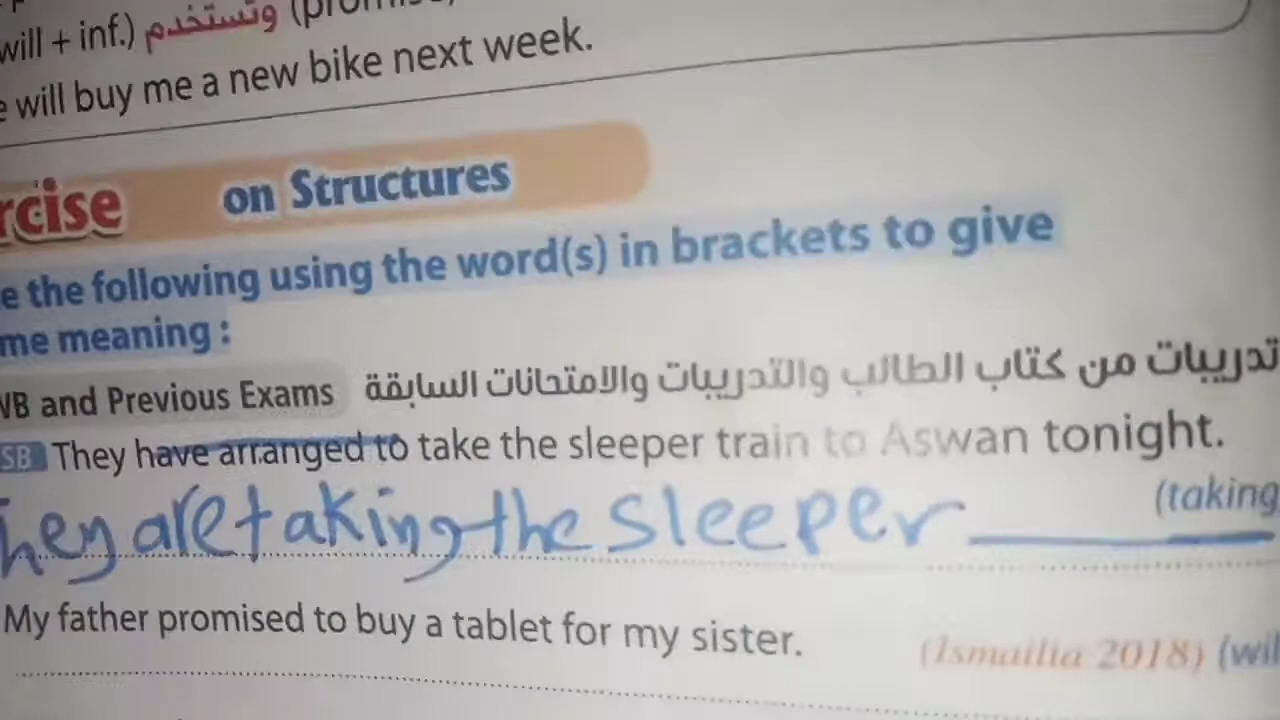 will + inf.) وتستخدم (promise,
will buy me a new bike next week.
on Structures
the following using the word(s) in brackets to give
meaning :
WB and Previous Exams تدريبات من كتاب الطالب والتدريبات والامتحانات السابقة
SB They have arranged to take the sleeper train to Aswan tonight.
(taking
hey are taking the sleeper
My father promised to buy a tablet for my sister.
(Ismailia 2018) (wil